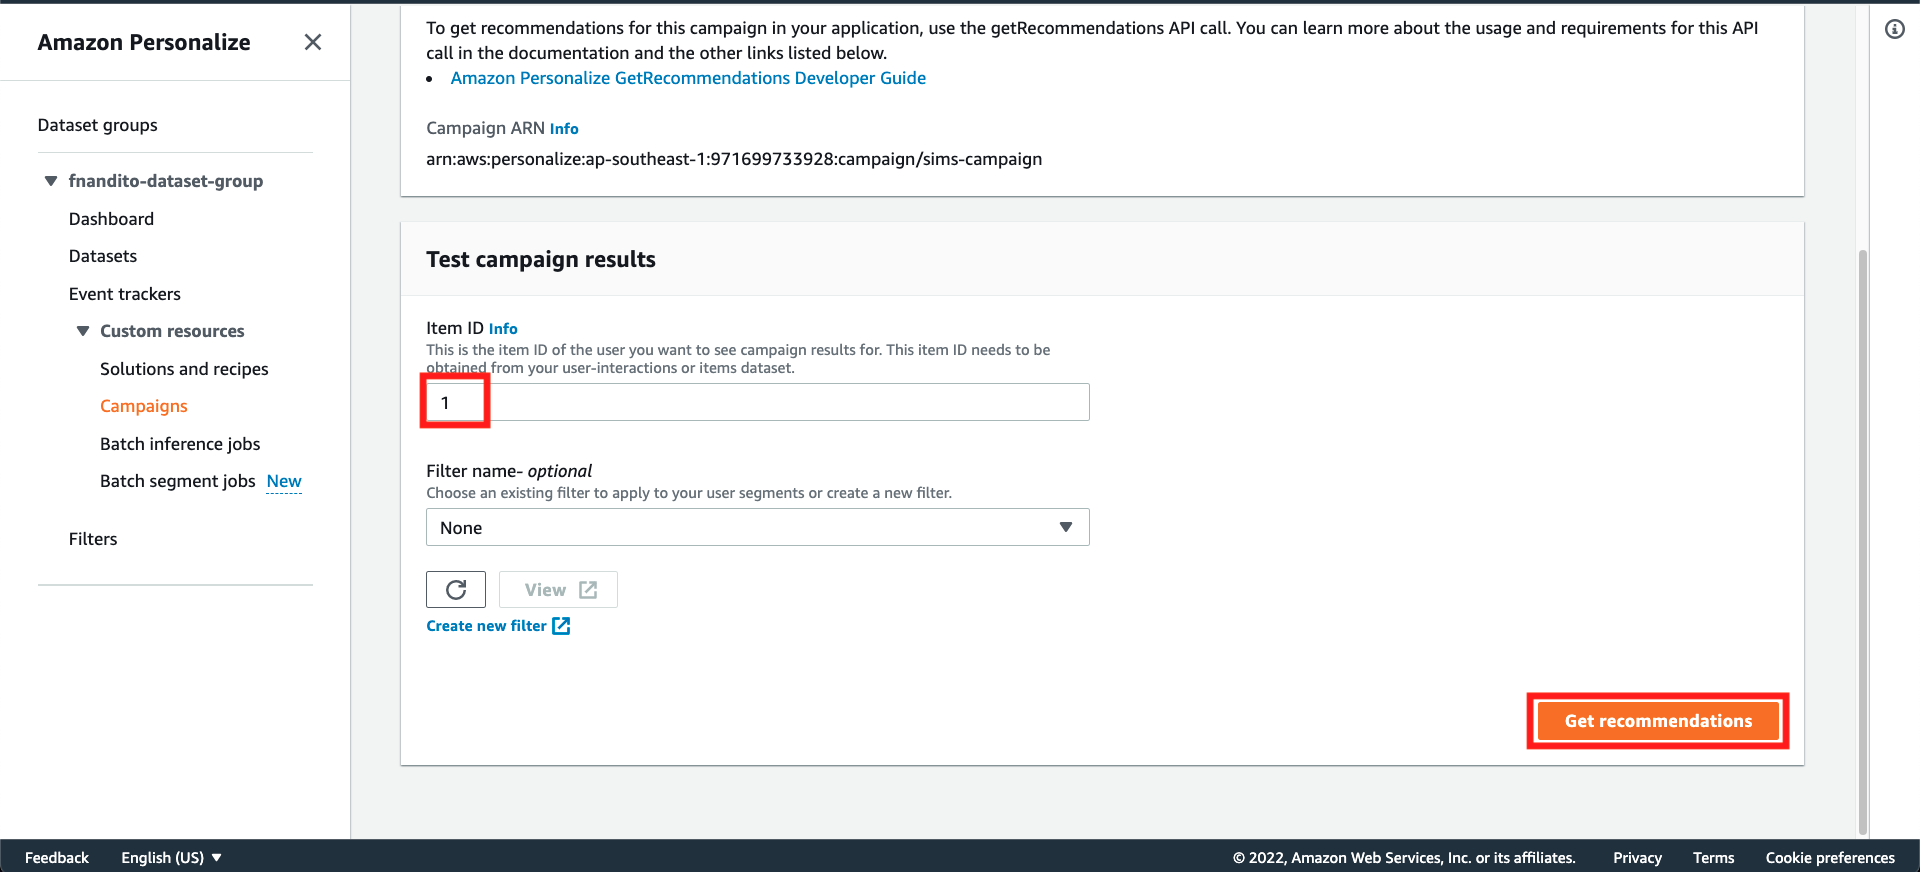 Amazon Personalize
Dataset groups
fnandito-dataset-group
Dashboard
Datasets
Event trackers
Custom resources
Solutions and recipes
Campaigns
Batch inference jobs
Batch segment jobs New
Filters
To get recommendations for this campaign in your application, use the getRecommendations API call. You can learn more about the usage and requirements for this API
call in the documentation and the other links listed below.
• Amazon Personalize GetRecommendations Developer Guide
Campaign ARN Info
arn:aws:personalize:ap-southeast-1:971699733928:campaign/sims-campaign
Test campaign results
Item ID Info
This is the item ID of the user you want to see campaign results for. This item ID needs to be
obtained from your user-interactions or items dataset.
1
Filter name- optional
Choose an existing filter to apply to your user segments or create a new filter.
None
View
Create new filter
Get recommendations
Feedback English (US) © 2022, Amazon Web Services, Inc. or its affiliates. Privacy Terms Cookie preferences